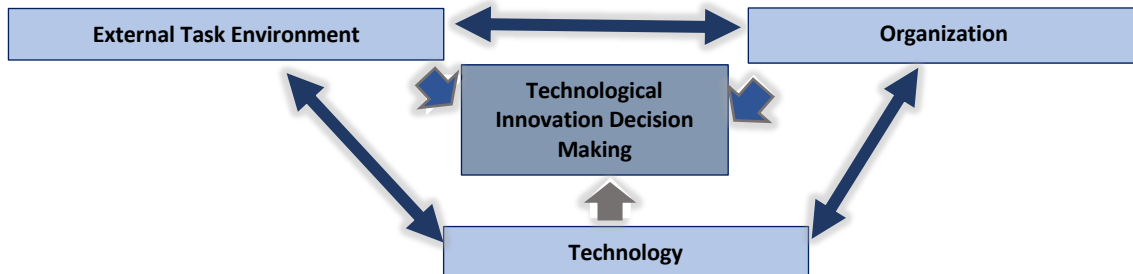 External Task Environment
Organization
Technological
Innovation Decision
Making
Technology